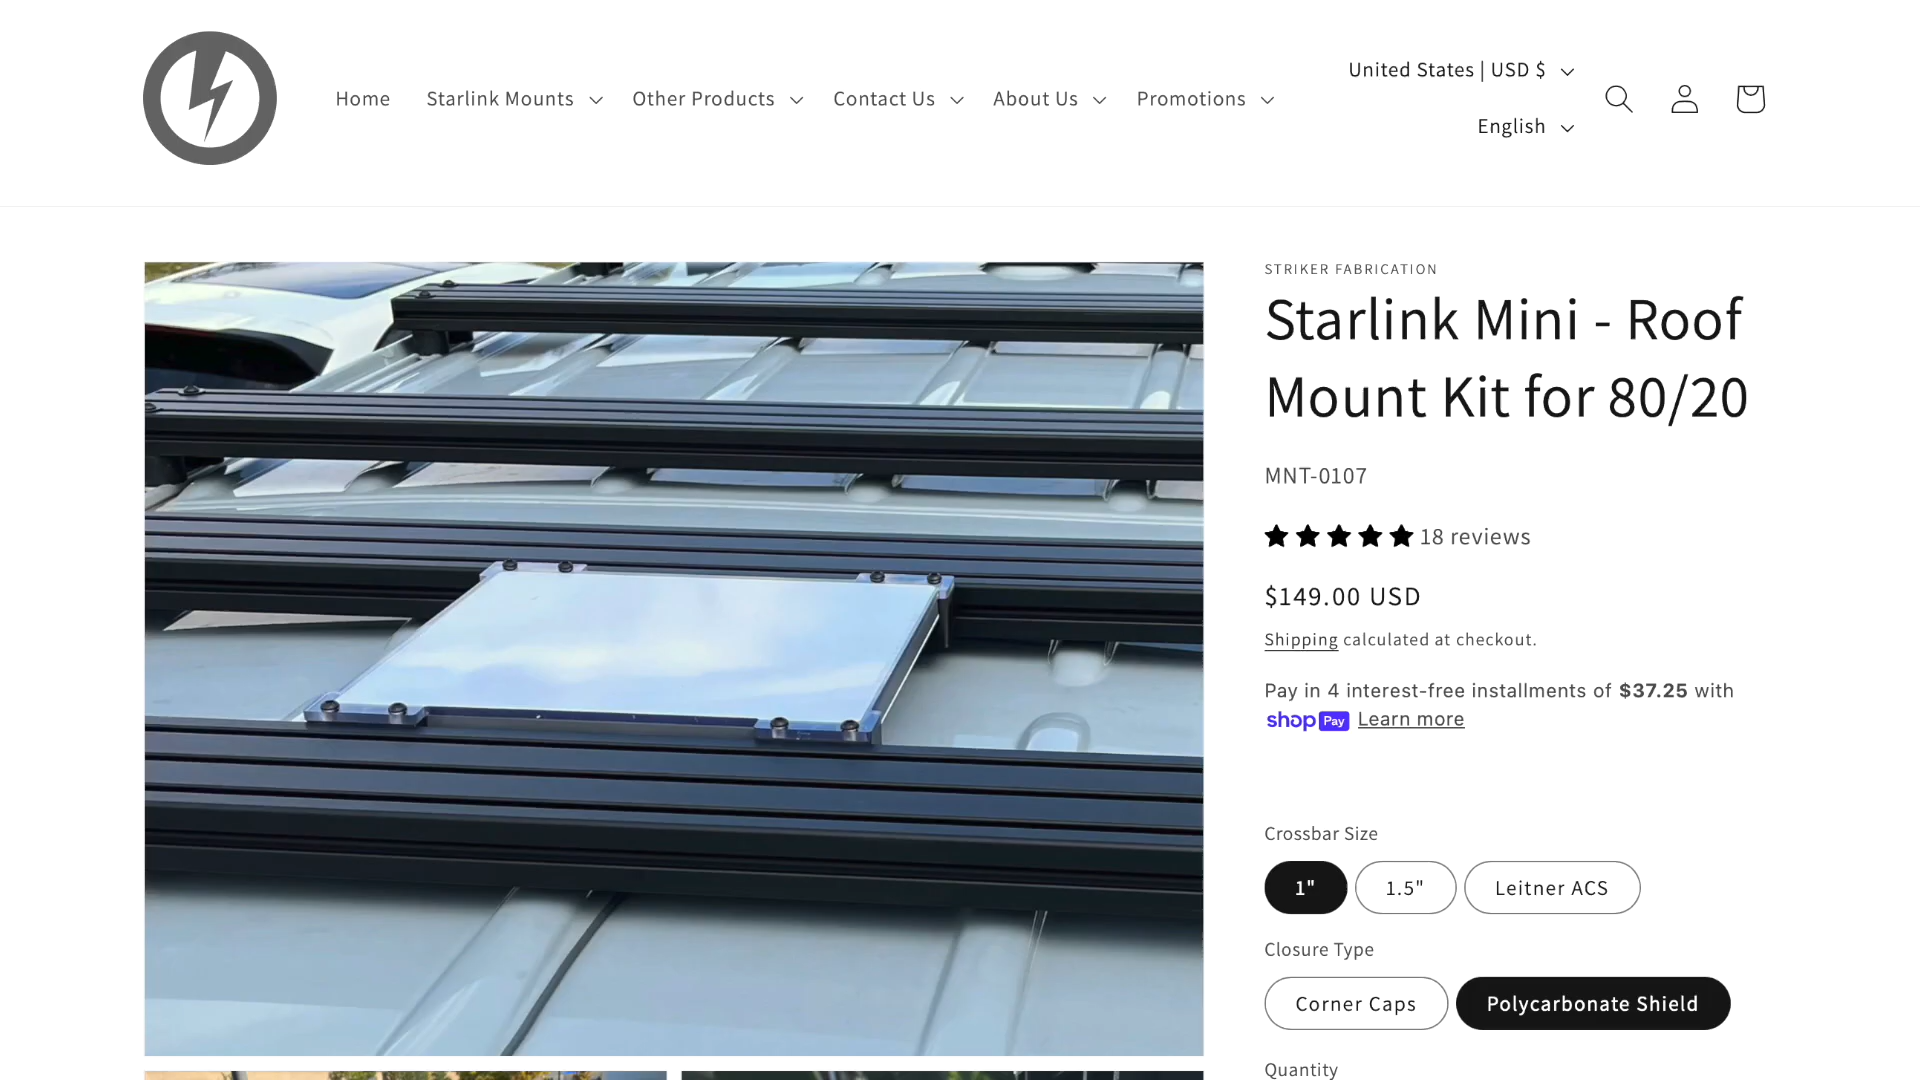 Home
Starlink Mounts
Other Products
Contact Us
About Us
Promotions
United States | USD $
English
STRIKER FABRICATION
Starlink Mini - Roof
Mount Kit for 80/20
MNT-0107
18 reviews
$149.00 USD
Shipping calculated at checkout.
Pay in 4 interest-free installments of $37.25 with
shop Pay Learn more
Crossbar Size
1"
1.5"
Leitner ACS
Closure Type
Corner Caps
Polycarbonate Shield
Quantity